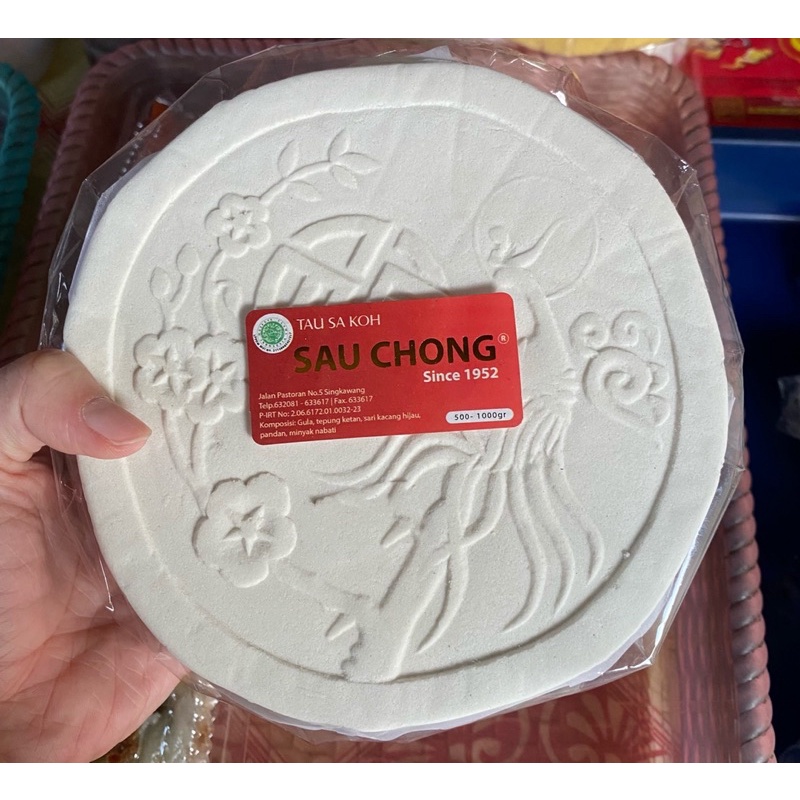 TAU SA KOH
SAU CHONG®
Since 1952
Jalan Pastoran No.5 Singkawang
Telp.632081 - 633617 | Fax. 633617
P-IRT No: 2.06.6172.01.0032-23
500- 1000gr
Komposisi: Gula, tepung ketan, sari kacang hijau,
pandan, minyak nabati